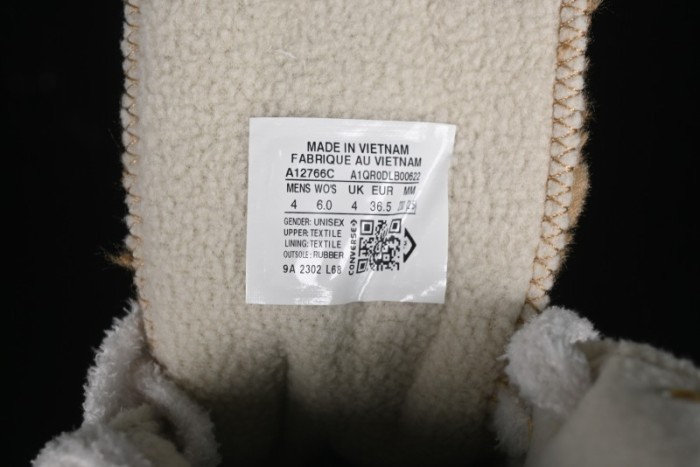 MADE IN VIETNAM
FABRIQUE AU VIETNAM
A12766C A1QR0DLB00622
MENS WO'S UK EUR MM
4 6.0 4 36.5
GENDER: UNISEX
UPPER: TEXTILE
LINING: TEXTILE
OUTSOLE: RUBBER
9A 2302 L68
CONVERSE